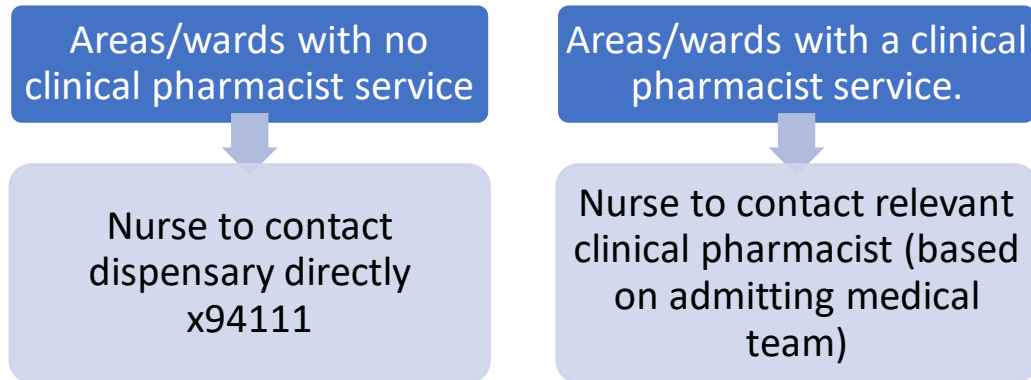 Areas/wards with no
clinical pharmacist service
Nurse to contact
dispensary directly
x94111
Areas/wards with a clinical
pharmacist service.
Nurse to contact relevant
clinical pharmacist (based
on admitting medical
team)